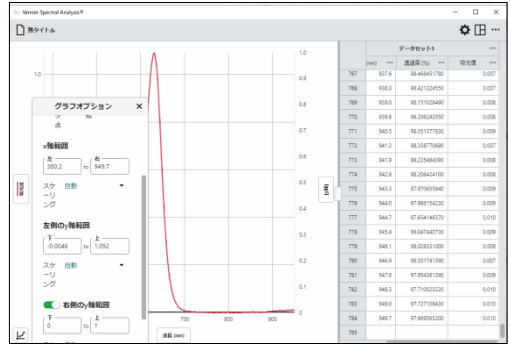 Vernier Spectral Analysis®
無タイトル
データセット1
(nm) 透過率 (%) 吸光度
767 937.6 98.468451780 0.007
768 938.3 98.421224550 0.007
769 939.0 98.151028490 0.008
770 939.8 98.206242050 0.008
771 940.5 98.051377830 0.009
772 941.2 98.358770690 0.007
773 941.9 98.235484390 0.008
774 942.6 98.206424100 0.008
775 943.3 97.970655940 0.009
776 944.0 97.986154230 0.009
777 944.7 97.654146370 0.010
778 945.4 98.047440730 0.009
779 946.1 98.028331000 0.009
780 946.9 98.501741390 0.007
781 947.6 97.954281390 0.009
782 948.3 97.710023220 0.010
783 949.0 97.727109430 0.010
784 949.7 97.669565200 0.010
785
1.0
1.0
0.9
0.8
0.7
0.6
0.5
0.4
0.3
0.2
0.1
0
700 800 900
波長 (nm)
グラフオプション ×
点
x軸範囲
左 右
380.2 to 949.7
スケーリング 自動
左側のy軸範囲
下 上
-0.0046 to 1.092
スケーリング 自動
右側のy軸範囲
下 上
0 to 1